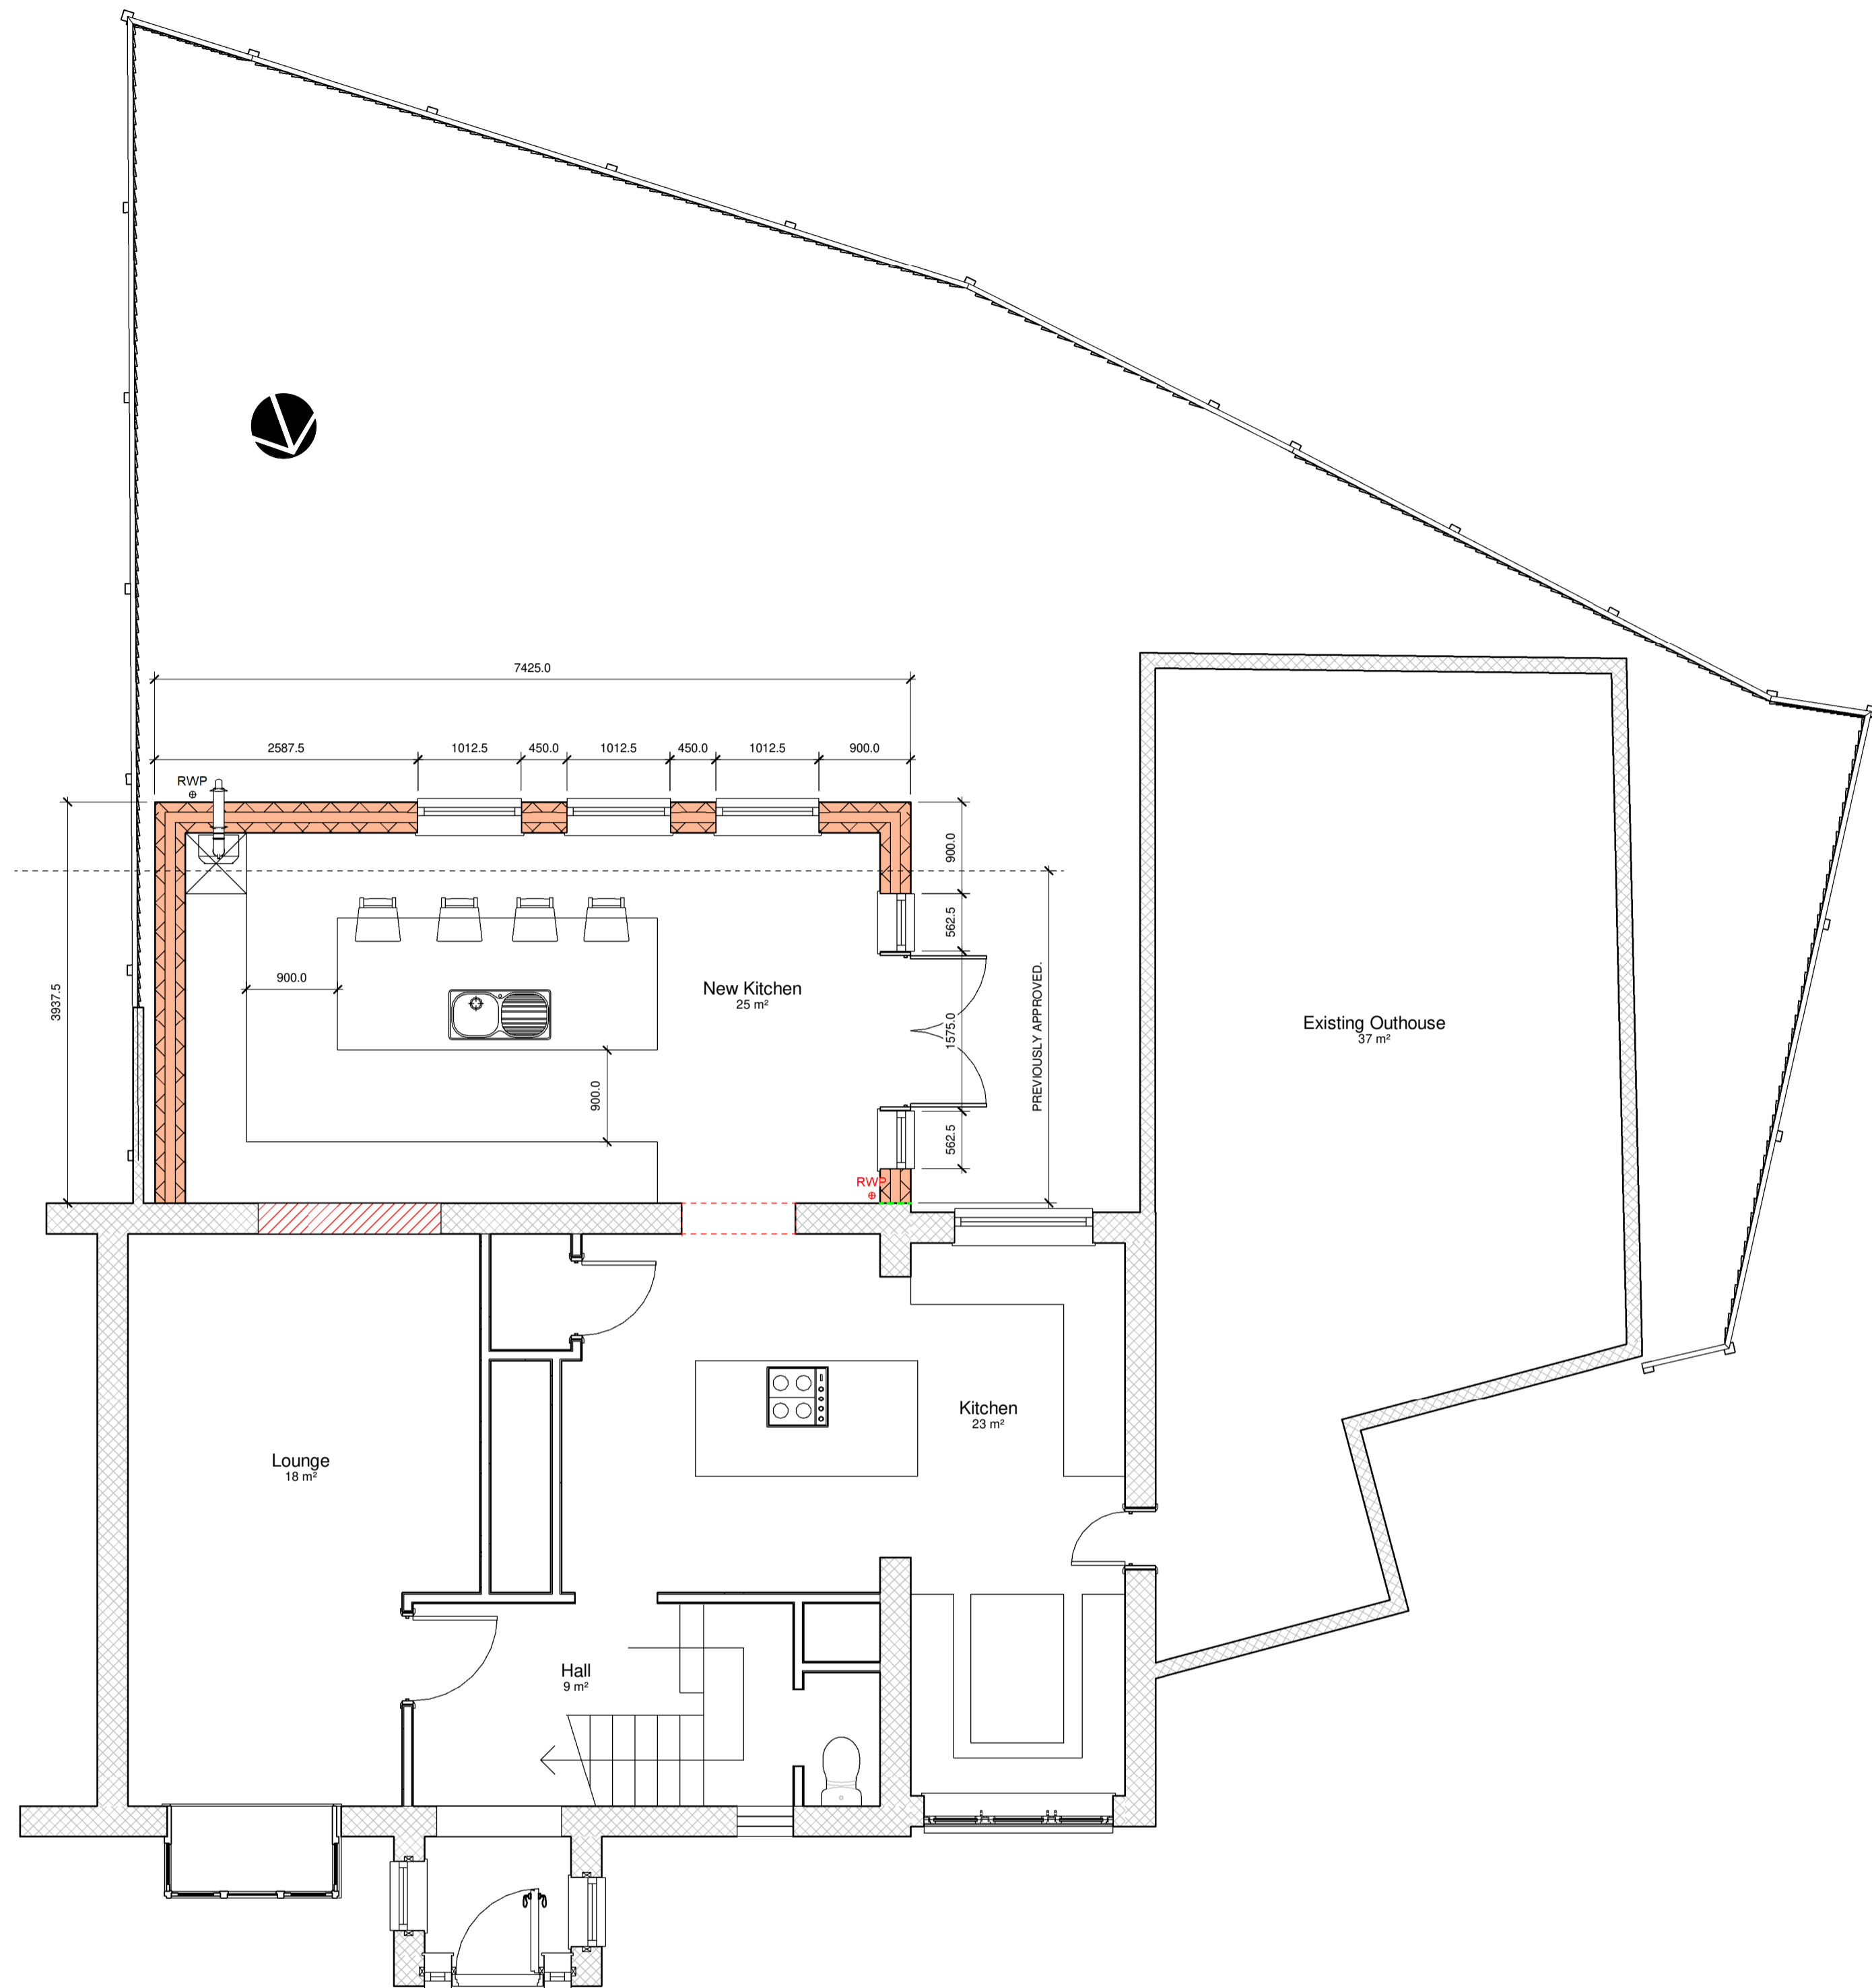 7425.0
2587.5
1012.5
450.0
1012.5
450.0
1012.5
900.0
RWP
900.0
562.5
3937.5
900.0
New Kitchen
25 m²
1575.0
PREVIOUSLY APPROVED.
Existing Outhouse
37 m²
900.0
562.5
RWP
Kitchen
23 m²
Lounge
18 m²
Hall
9 m²